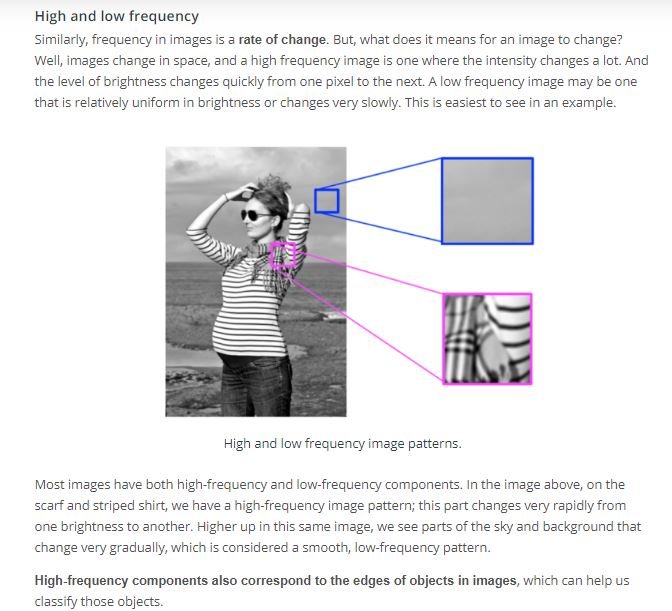 High and low frequency
Similarly, frequency in images is a rate of change. But, what does it means for an image to change?
Well, images change in space, and a high frequency image is one where the intensity changes a lot. And
the level of brightness changes quickly from one pixel to the next. A low frequency image may be one
that is relatively uniform in brightness or changes very slowly. This is easiest to see in an example.
High and low frequency image patterns.
Most images have both high-frequency and low-frequency components. In the image above, on the
scarf and striped shirt, we have a high-frequency image pattern; this part changes very rapidly from
one brightness to another. Higher up in this same image, we see parts of the sky and background that
change very gradually, which is considered a smooth, low-frequency pattern.
High-frequency components also correspond to the edges of objects in images, which can help us
classify those objects.